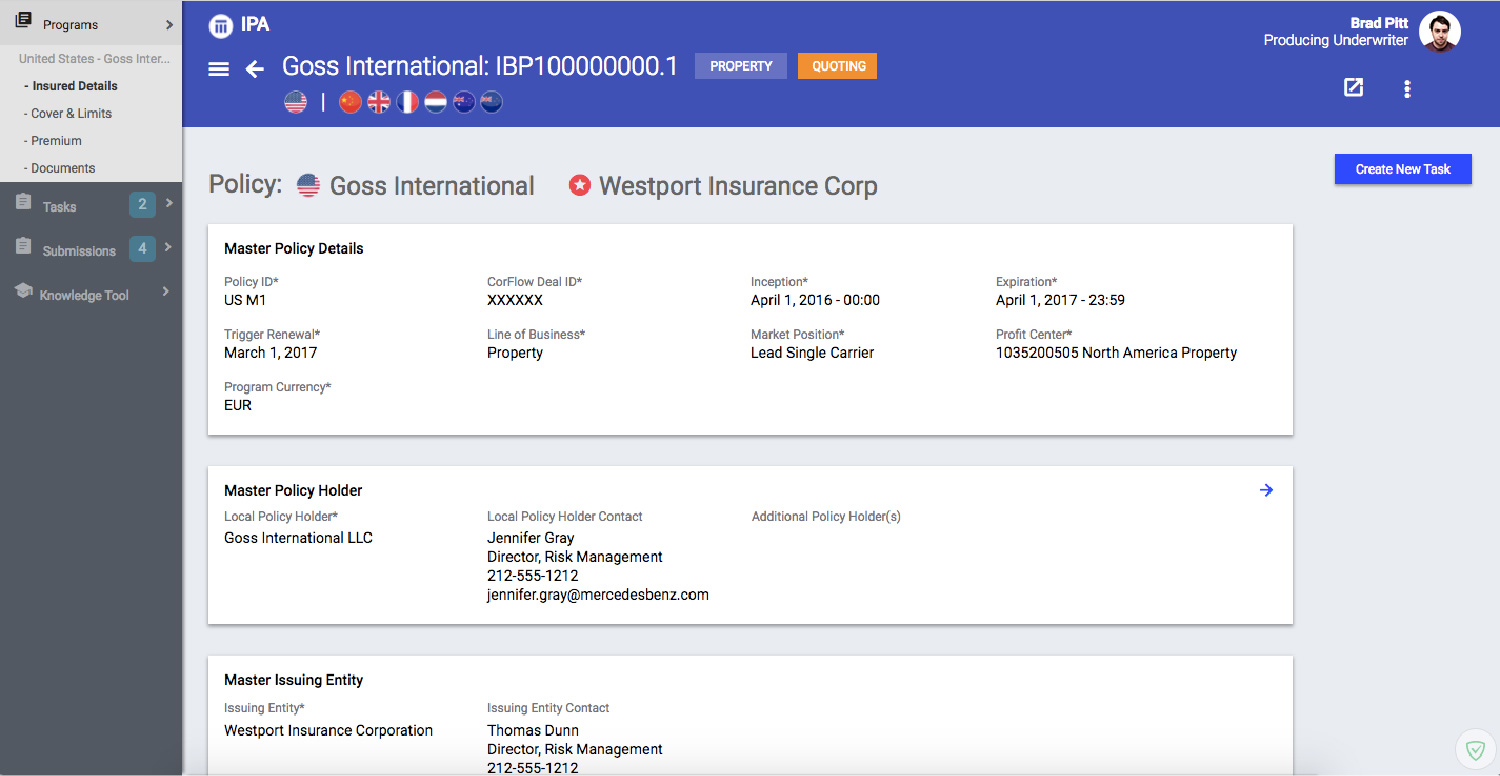 Programs
United States - Goss Inter...
- Insured Details
- Cover & Limits
- Premium
- Documents
Tasks 2
Submissions 4
Knowledge Tool
IPA
Brad Pitt
Producing Underwriter
Goss International: IBP100000000.1 PROPERTY QUOTING
Policy: Goss International Westport Insurance Corp
Create New Task
Master Policy Details
Policy ID* CorFlow Deal ID* Inception* Expiration*
US M1 XXXXXX April 1, 2016 - 00:00 April 1, 2017 - 23:59
Trigger Renewal* Line of Business* Market Position* Profit Center*
March 1, 2017 Property Lead Single Carrier 1035200505 North America Property
Program Currency*
EUR
Master Policy Holder
Local Policy Holder* Local Policy Holder Contact Additional Policy Holder(s)
Goss International LLC Jennifer Gray
Director, Risk Management
212-555-1212
jennifer.gray@mercedesbenz.com
Master Issuing Entity
Issuing Entity* Issuing Entity Contact
Westport Insurance Corporation Thomas Dunn
Director, Risk Management
212-555-1212